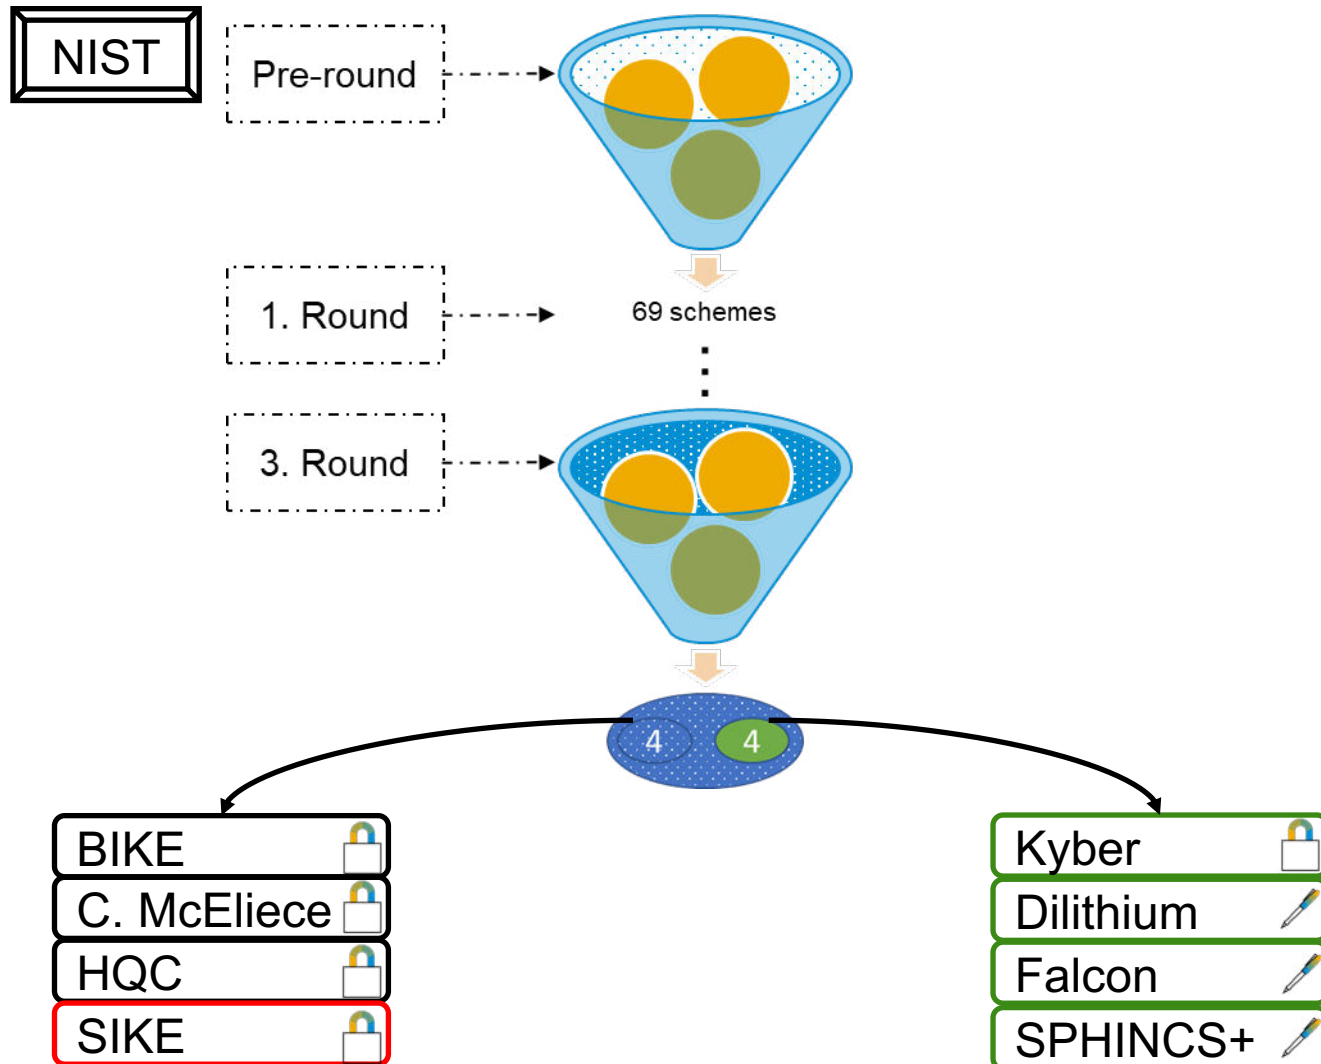 NIST
Pre-round
1. Round
69 schemes
3. Round
4
4
BIKE
C. McEliece
HQC
SIKE
Kyber
Dilithium
Falcon
SPHINCS+